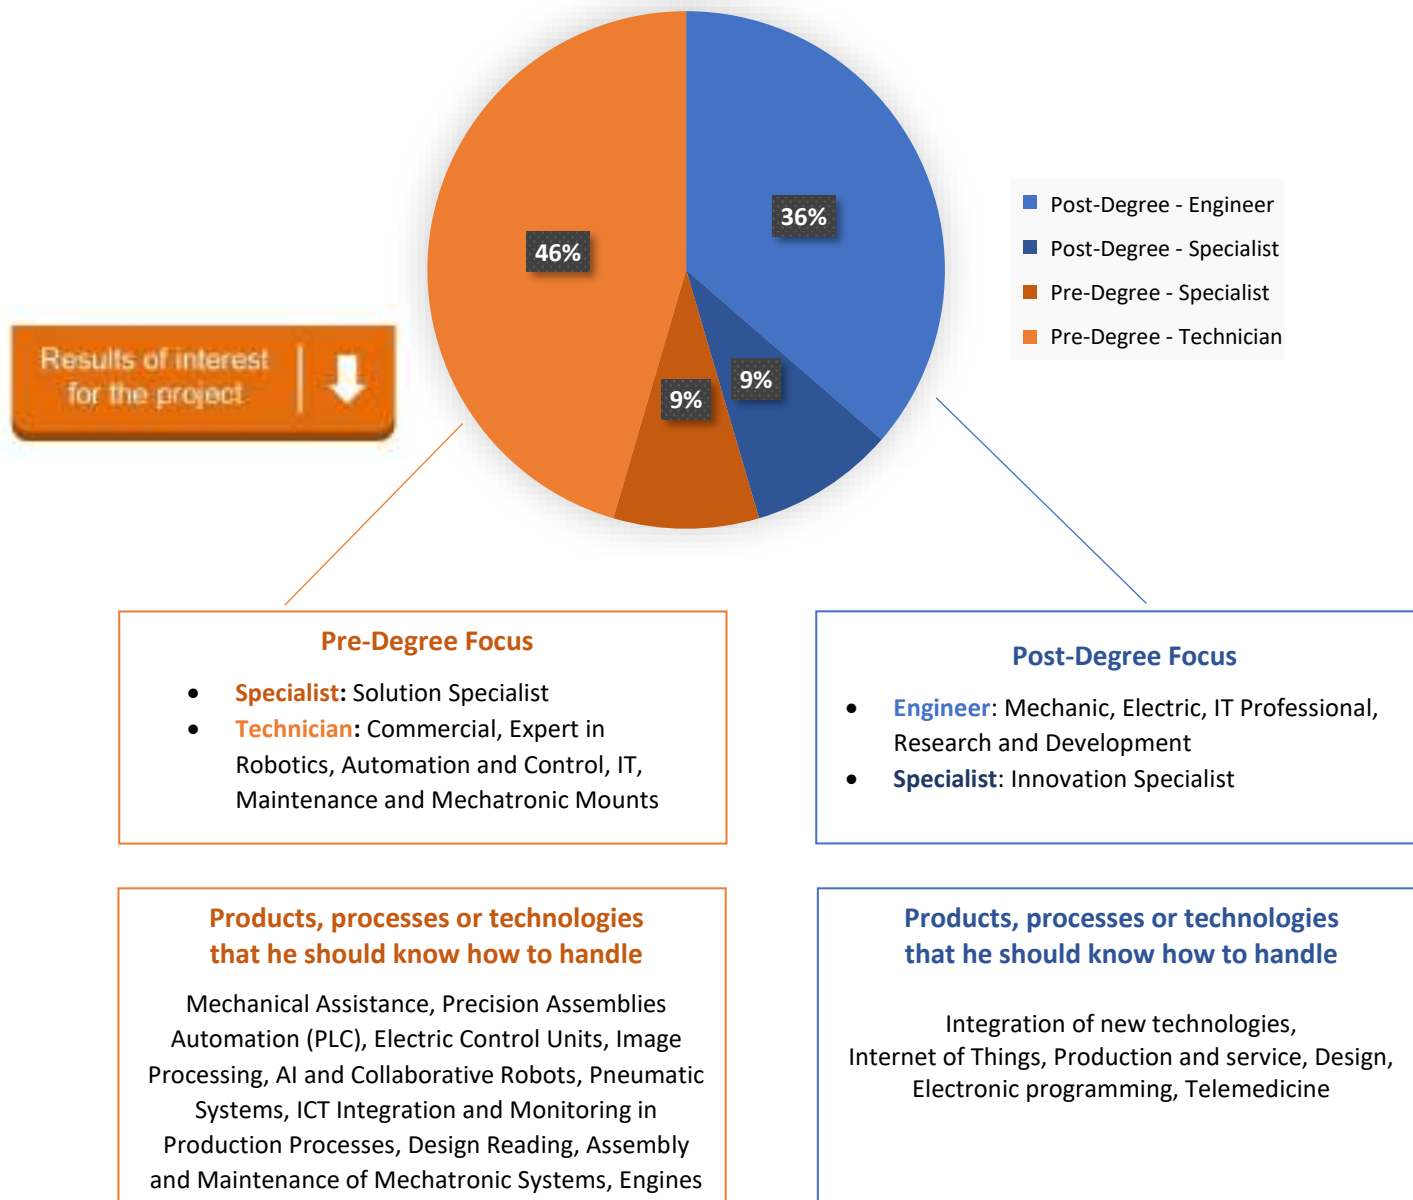 36%
46%
9%
9%
Post-Degree - Engineer
Post-Degree - Specialist
Pre-Degree - Specialist
Pre-Degree - Technician
Results of interest
for the project
Pre-Degree Focus
• Specialist: Solution Specialist
• Technician: Commercial, Expert in
Robotics, Automation and Control, IT,
Maintenance and Mechatronic Mounts
Post-Degree Focus
• Engineer: Mechanic, Electric, IT Professional,
Research and Development
• Specialist: Innovation Specialist
Products, processes or technologies
that he should know how to handle
Mechanical Assistance, Precision Assemblies
Automation (PLC), Electric Control Units, Image
Processing, AI and Collaborative Robots, Pneumatic
Systems, ICT Integration and Monitoring in
Production Processes, Design Reading, Assembly
and Maintenance of Mechatronic Systems, Engines
Products, processes or technologies
that he should know how to handle
Integration of new technologies,
Internet of Things, Production and service, Design,
Electronic programming, Telemedicine